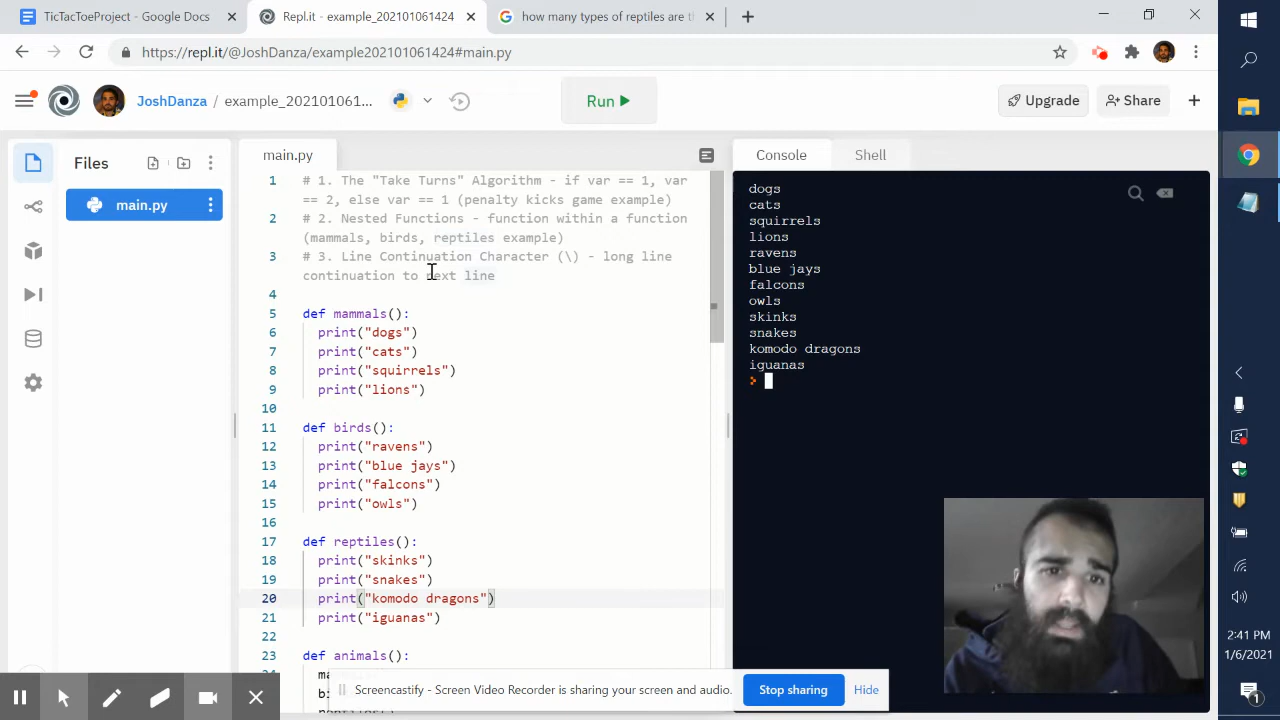 TicTacToeProject - Google Docs
Repl.it - example_2021010614242
how many types of reptiles are th
https://repl.it/@JoshDanza/example202101061424#main.py
JoshDanza / example_202101061...
Run
Upgrade
Share
Files
main.py
main.py
Console
Shell
1 # 1. The "Take Turns" Algorithm - if var == 1, var
== 2, else var == 1 (penalty kicks game example)
2 # 2. Nested Functions - function within a function
(mammals, birds, reptiles example)
3 # 3. Line Continuation Character (\) - long line
continuation to next line
4
5 def mammals():
6 print("dogs")
7 print("cats")
8 print("squirrels")
9 print("lions")
10
11 def birds():
12 print("ravens")
13 print("blue jays")
14 print("falcons")
15 print("owls")
16
17 def reptiles():
18 print("skinks")
19 print("snakes")
20 print("komodo dragons")
21 print("iguanas")
22
23 def animals():
dogs
cats
squirrels
lions
ravens
blue jays
falcons
owls
skinks
snakes
komodo dragons
iguanas
Screencastify - Screen Video Recorder is sharing your screen and audio.
Stop sharing
Hide
2:41 PM
1/6/2021
1